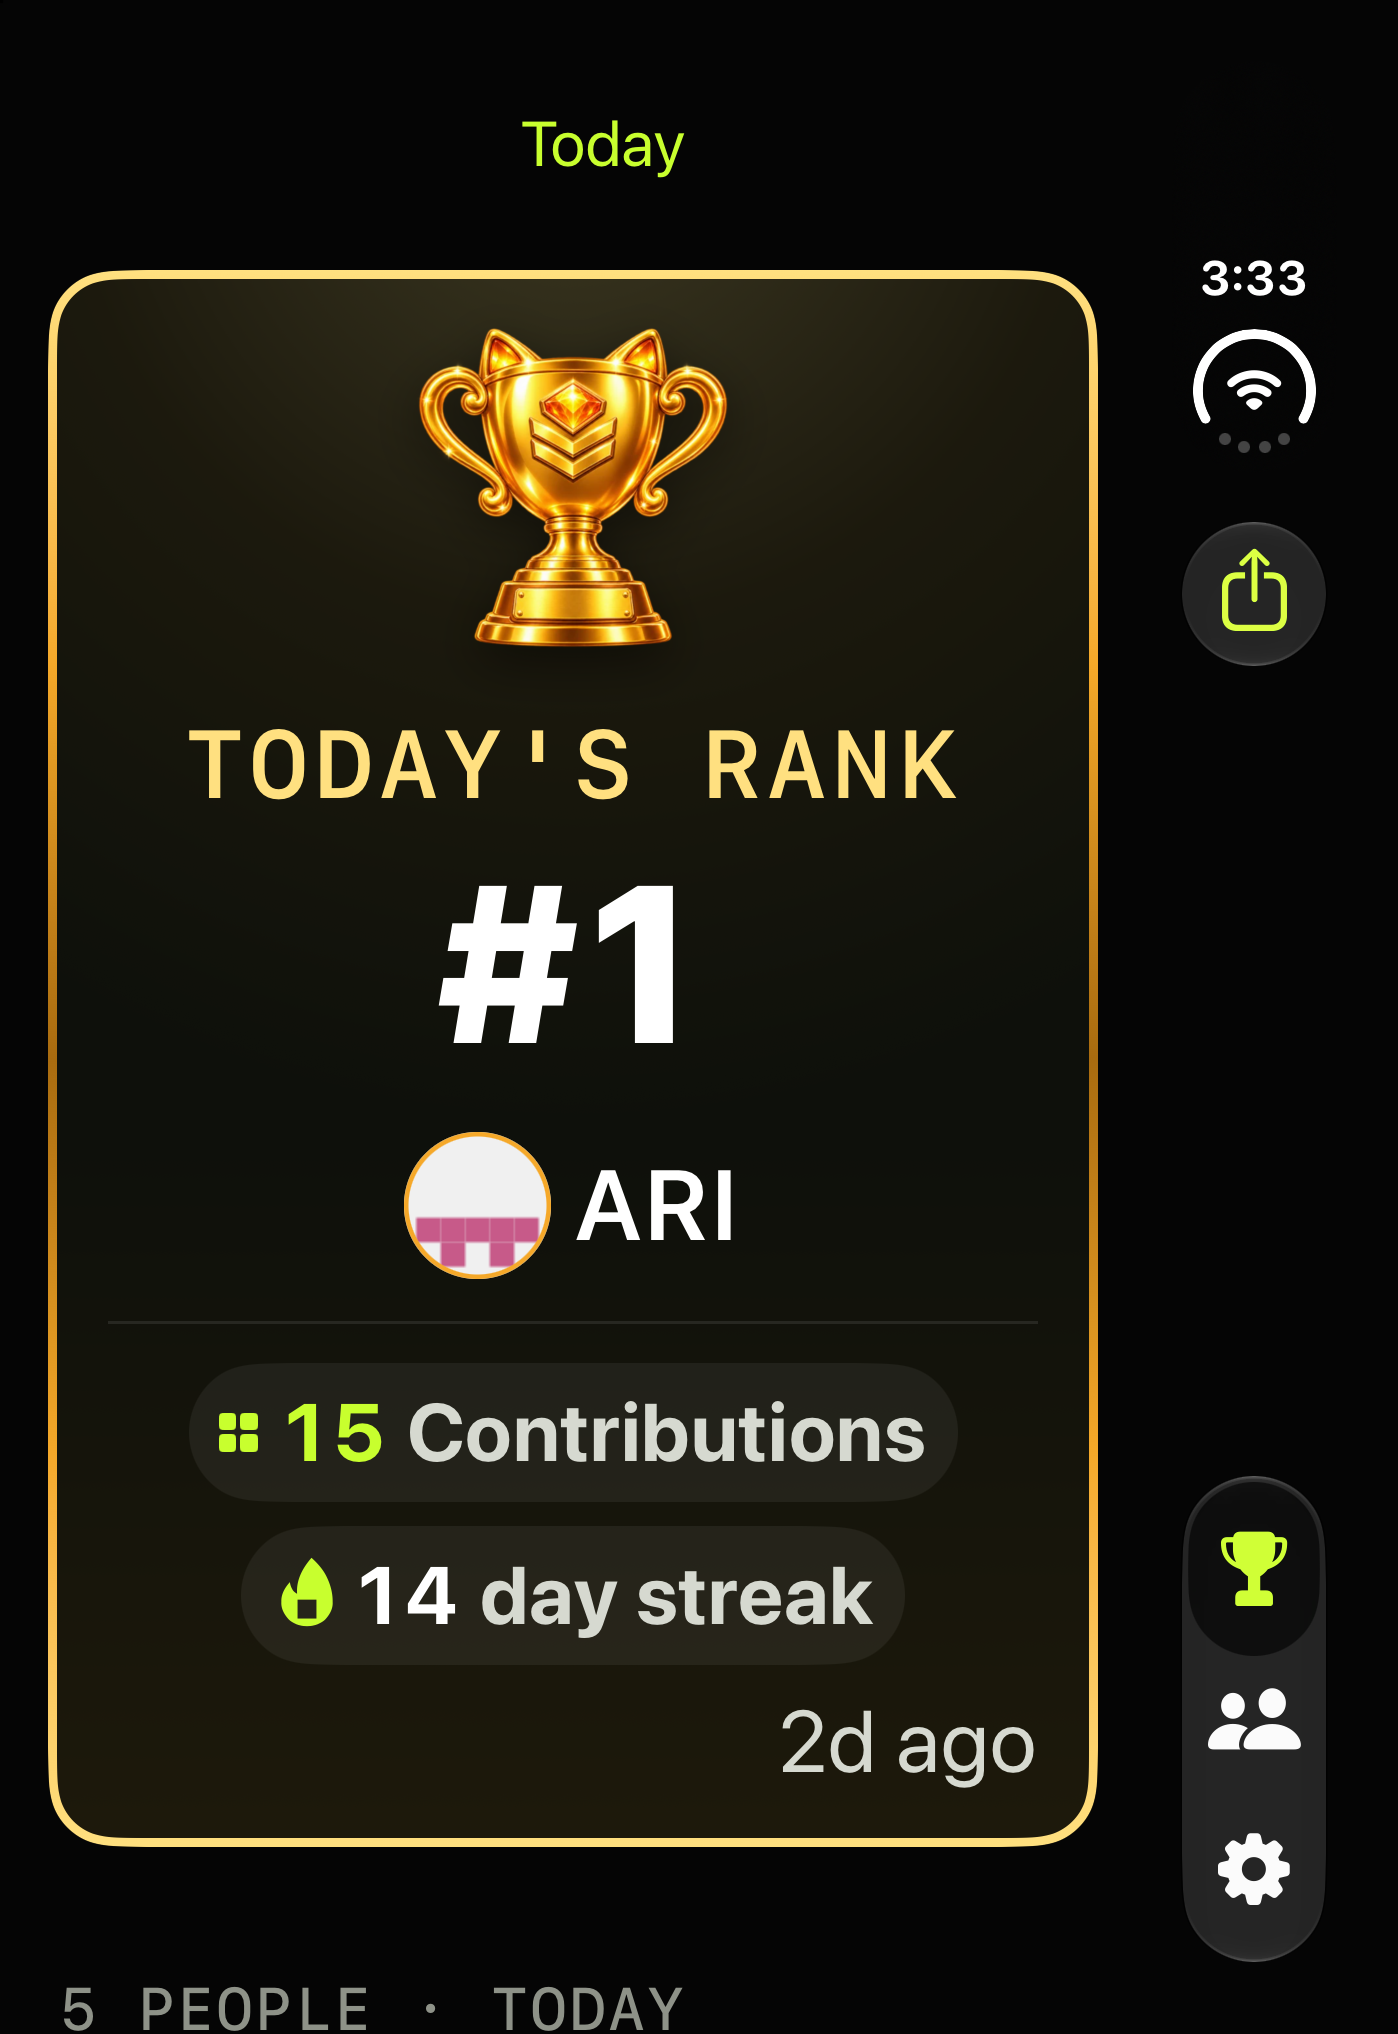 Today
3:33
TODAY'S RANK
#1
ARI
15 Contributions
14 day streak
2d ago
5 PEOPLE · TODAY